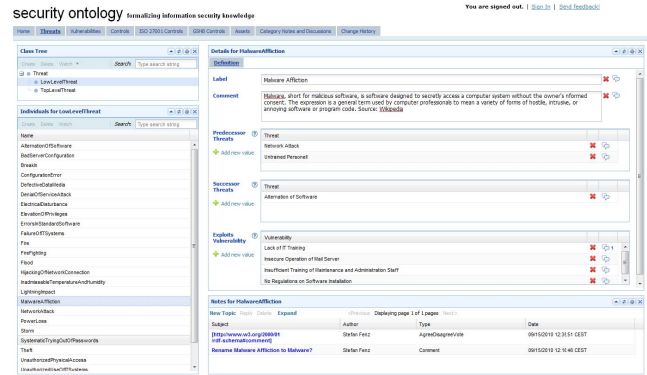 security ontology formalizing information security knowledge
You are signed out. | Sign In | Send feedback!
Home Threats Vulnerabilities Controls ISO 27001 Controls GSHB Controls Assets Category Notes and Discussions Change History
Class Tree
Create Delete Watch Search: Type search string
Threat
LowLevelThreat
TopLevelThreat
Individuals for LowLevelThreat
Create Delete Watch Search: Type search string
Name
AlternationOfSoftware
BadServerConfiguration
BreakIn
ConfigurationError
DefectiveDataMedia
DenialOfServiceAttack
ElectricalDisturbance
ElevationOfPrivileges
ErrorsInStandardSoftware
FailureOfITSystems
Fire
FireFighting
Flood
HijackingOfNetworkConnection
InadmissableTemperatureAndHumidity
LightningImpact
MalwareAffliction
NetworkAttack
PowerLoss
Storm
SystematicTryingOutOfPasswords
Theft
UnauthorizedPhysicalAccess
UnauthorizedUseOfITSystems
Details for MalwareAffliction
Definition
Label Malware Affliction
Comment Malware, short for malicious software, is software designed to secretly access a computer system without the owner's informed
consent. The expression is a general term used by computer professionals to mean a variety of forms of hostile, intrusive, or
annoying software or program code. Source: Wikipedia
Predecessor Threats
Add new value
Threat
Network Attack
Untrained Personell
Successor Threats
Add new value
Threat
Alternation of Software
Exploits Vulnerability
Add new value
Vulnerability
Lack of IT Training 1
Insecure Operation of Mail Server
Insufficient Training of Maintenance and Administration Staff
No Regulations on Software Installation
Notes for MalwareAffliction
New Topic Reply Delete Expand <Previous Displaying page 1 of 1 pages Next>
Subject Author Type Date
[http://www.w3.org/2000/01
/rdf-schema#comment] Stefan Fenz AgreeDisagreeVote 09/15/2010 12:31:51 CEST
Rename Malware Affliction to Malware? Stefan Fenz Comment 09/15/2010 12:14:46 CEST